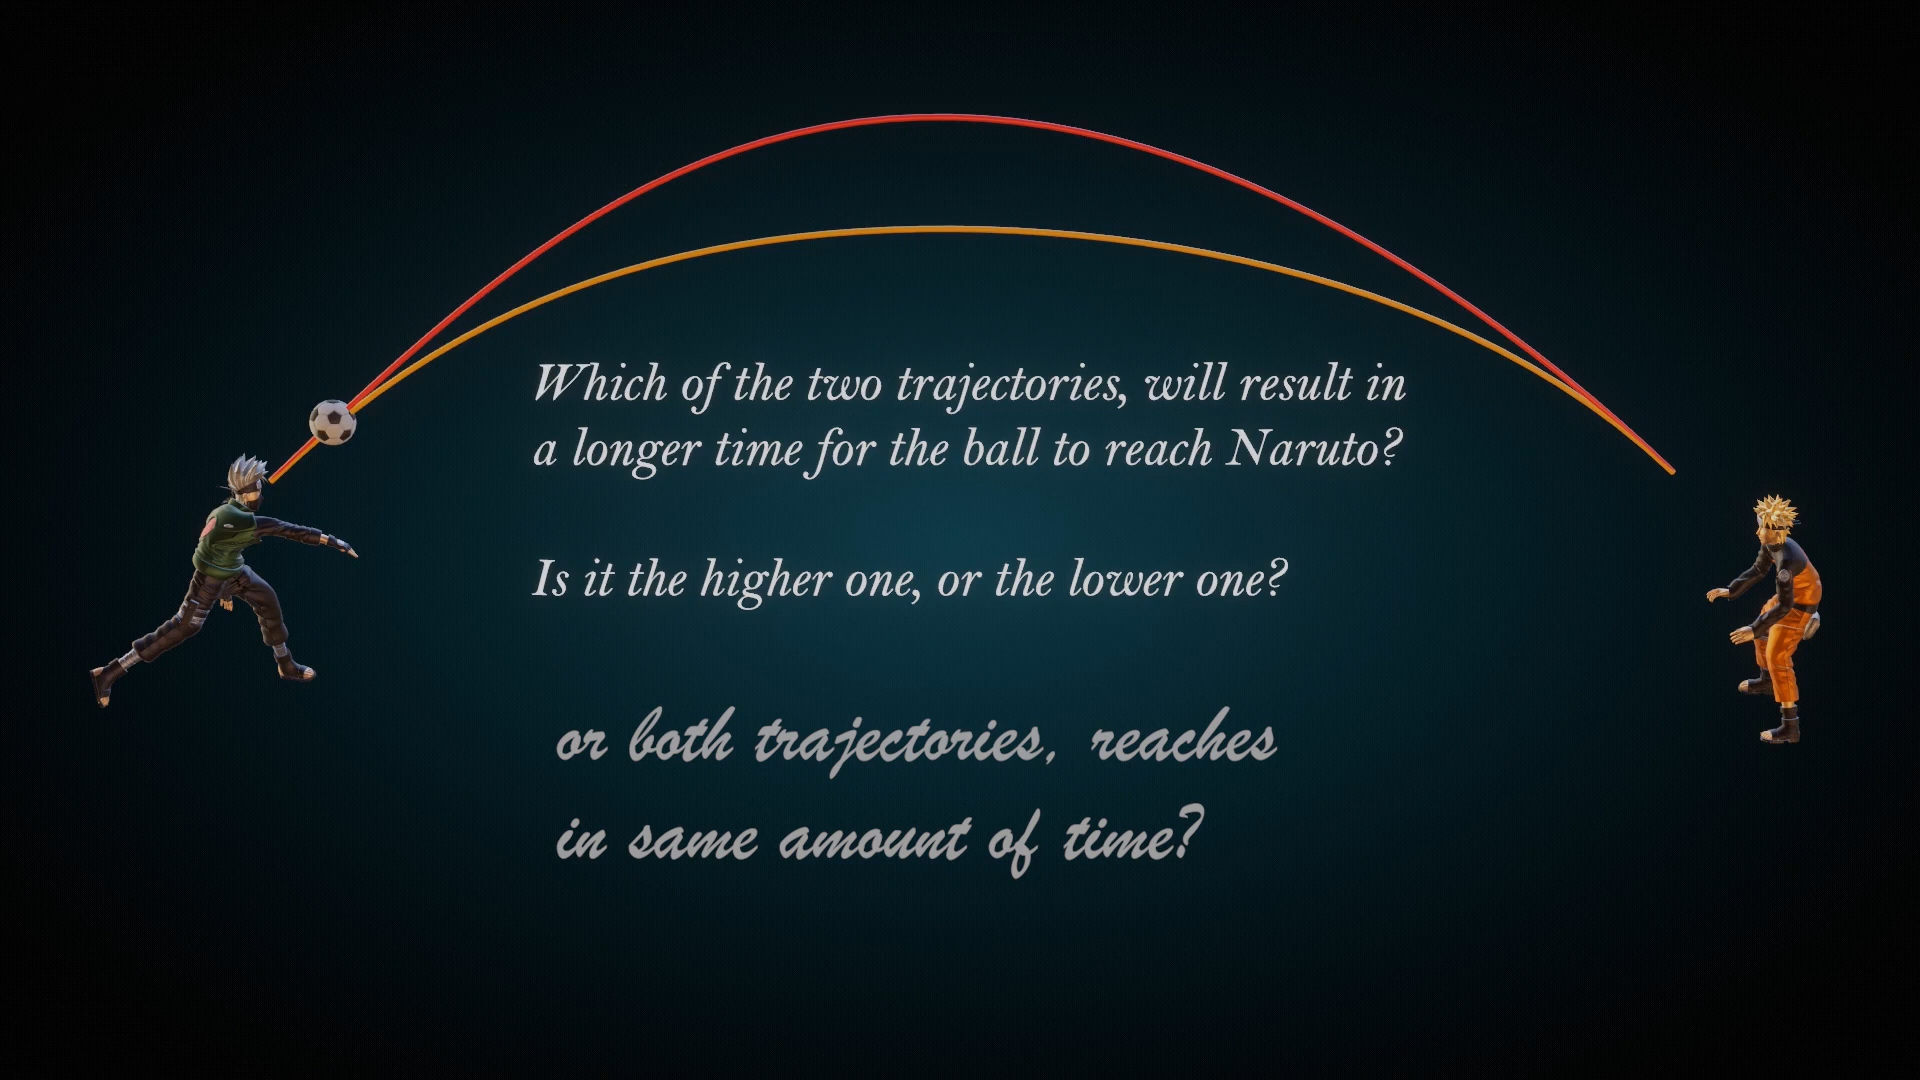 Which of the two trajectories, will result in
a longer time for the ball to reach Naruto?
Is it the higher one, or the lower one?
or both trajectories, reaches
in same amount of time?